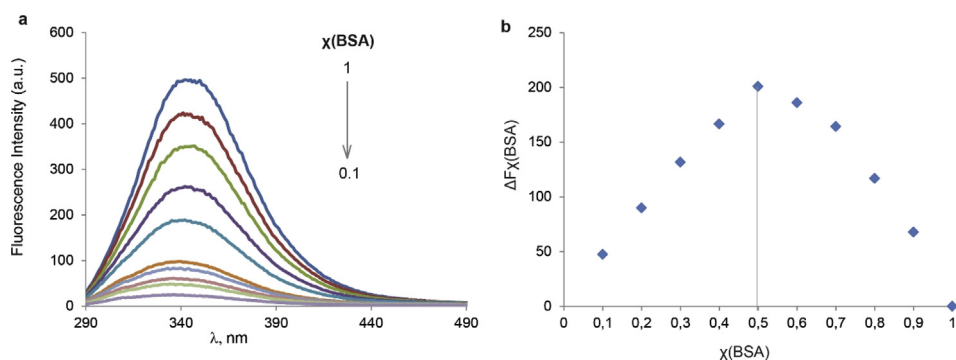 a
600
500
400
300
200
100
0
Fluorescence Intensity (a.u.)
χ(BSA)
1
0.1
290 340 390 440 490
λ, nm
b
250
200
150
100
50
0
ΔFχ(BSA)
0 0,1 0,2 0,3 0,4 0,5 0,6 0,7 0,8 0,9 1
χ(BSA)